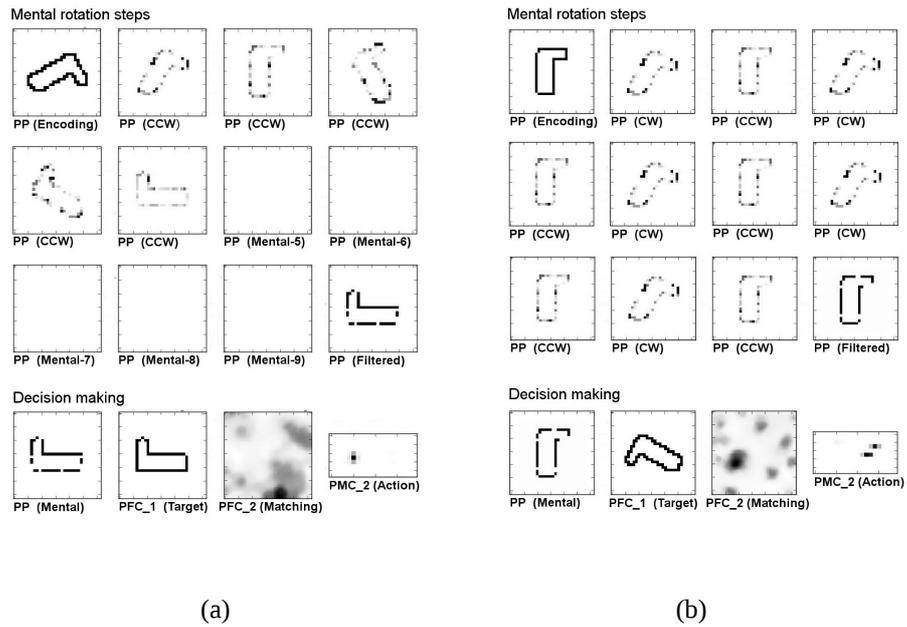 Mental rotation steps
PP (Encoding) PP (CCW) PP (CCW) PP (CCW)
PP (CCW) PP (CCW) PP (Mental-5) PP (Mental-6)
PP (Mental-7) PP (Mental-8) PP (Mental-9) PP (Filtered)
Decision making
PP (Mental) PFC_1 (Target) PFC_2 (Matching) PMC_2 (Action)
(a)
Mental rotation steps
PP (Encoding) PP (CW) PP (CCW) PP (CW)
PP (CCW) PP (CW) PP (CCW) PP (CW)
PP (CCW) PP (CW) PP (CCW) PP (Filtered)
Decision making
PP (Mental) PFC_1 (Target) PFC_2 (Matching) PMC_2 (Action)
(b)